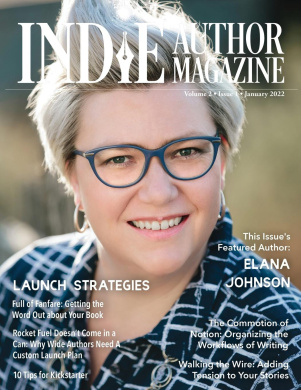 INDiE AUTHOR
MAGAZINE
Volume 2 • Issue 1 • January 2022
This Issue's
Featured Author:
ELANA
JOHNSON
LAUNCH STRATEGIES
Full of Fanfare: Getting the
Word Out about Your Book
Rocket Fuel Doesn't Come in a
Can: Why Wide Authors Need A
Custom Launch Plan
10 Tips for Kickstarter
The Commotion of
Notion: Organizing the
Workflows of Writing
Walking the Wire: Adding
Tension to Your Stories